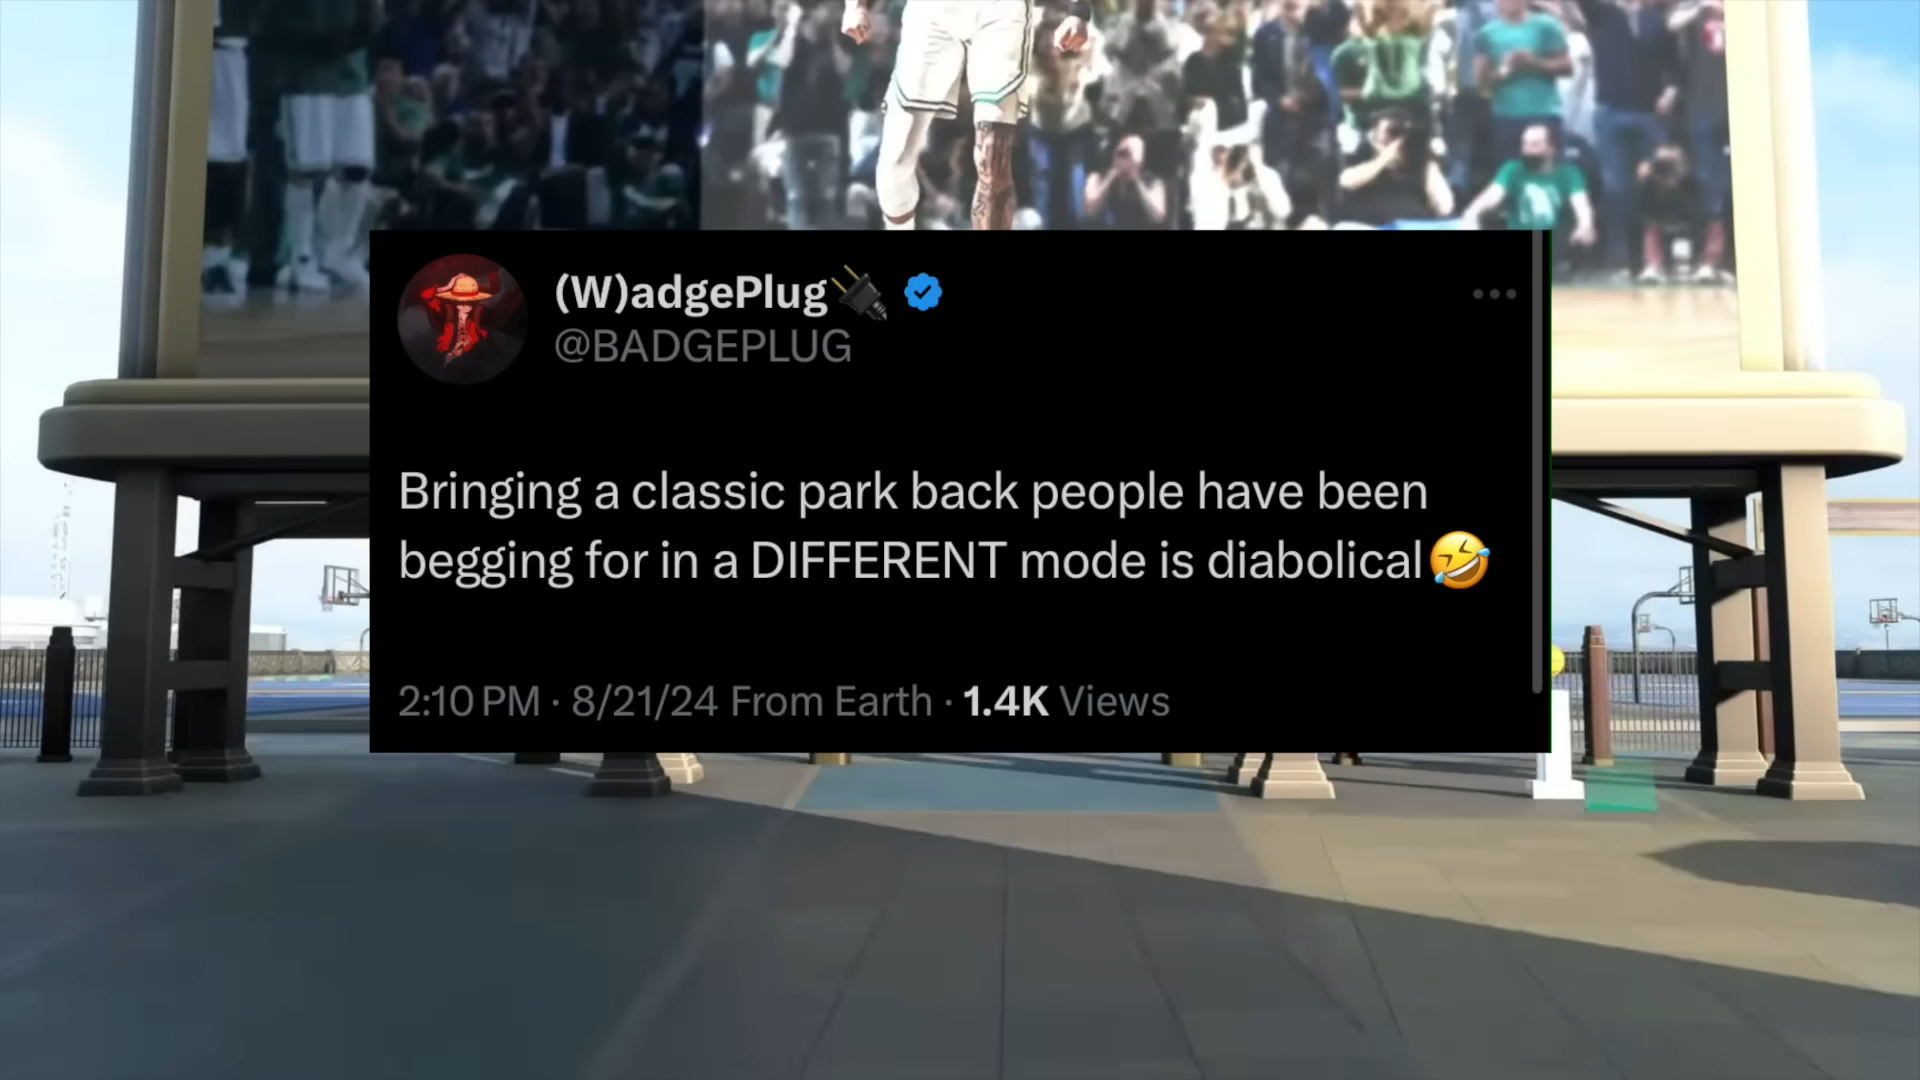 (W)adgePlug🔌
@BADGEPLUG
Bringing a classic park back people have been
begging for in a DIFFERENT mode is diabolical🤣
2:10 PM · 8/21/24 From Earth · 1.4K Views